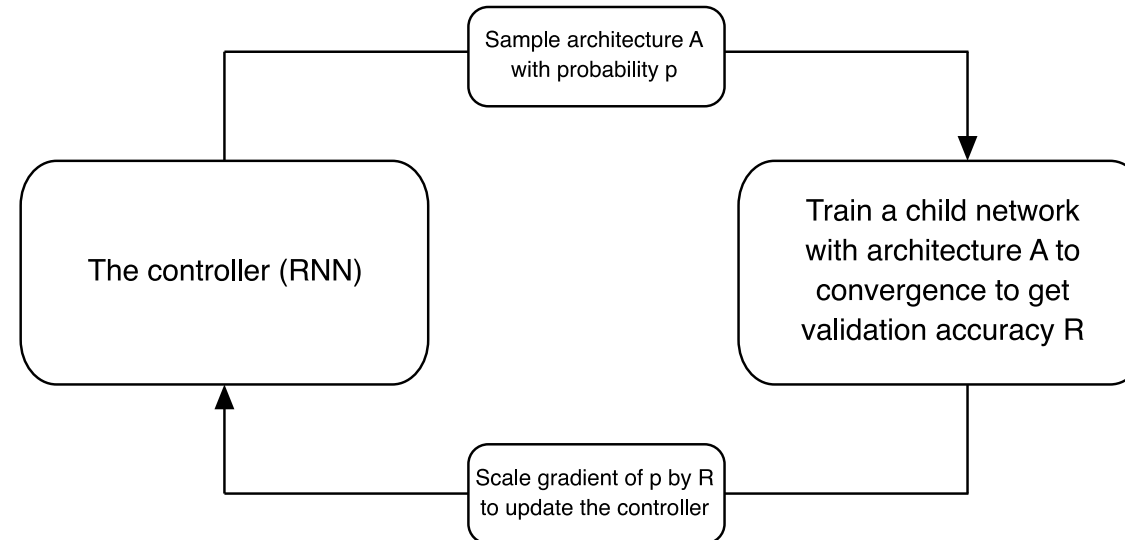 Sample architecture A
with probability p
The controller (RNN)
Train a child network
with architecture A to
convergence to get
validation accuracy R
Scale gradient of p by R
to update the controller